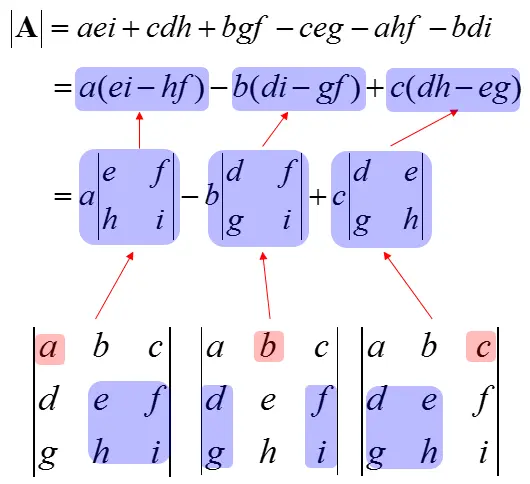 |A| = aei + cdh + bgf − ceg − ahf − bdi
= a(ei − hf) − b(di − gf) + c(dh − eg)
= a |e f| − b |d f| + c |d e|
|h i| |g i| |g h|
|a b c| |a b c| |a b c|
|d e f| |d e f| |d e f|
|g h i| |g h i| |g h i|